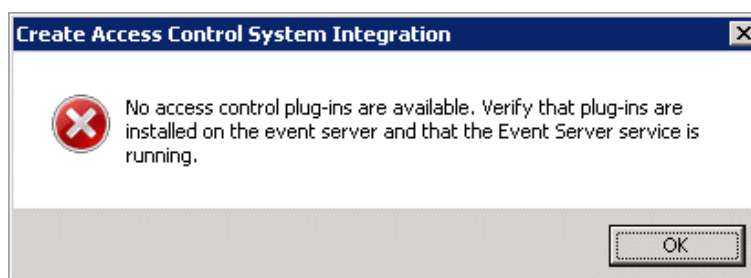 Create Access Control System Integration
No access control plug-ins are available. Verify that plug-ins are
installed on the event server and that the Event Server service is
running.
OK